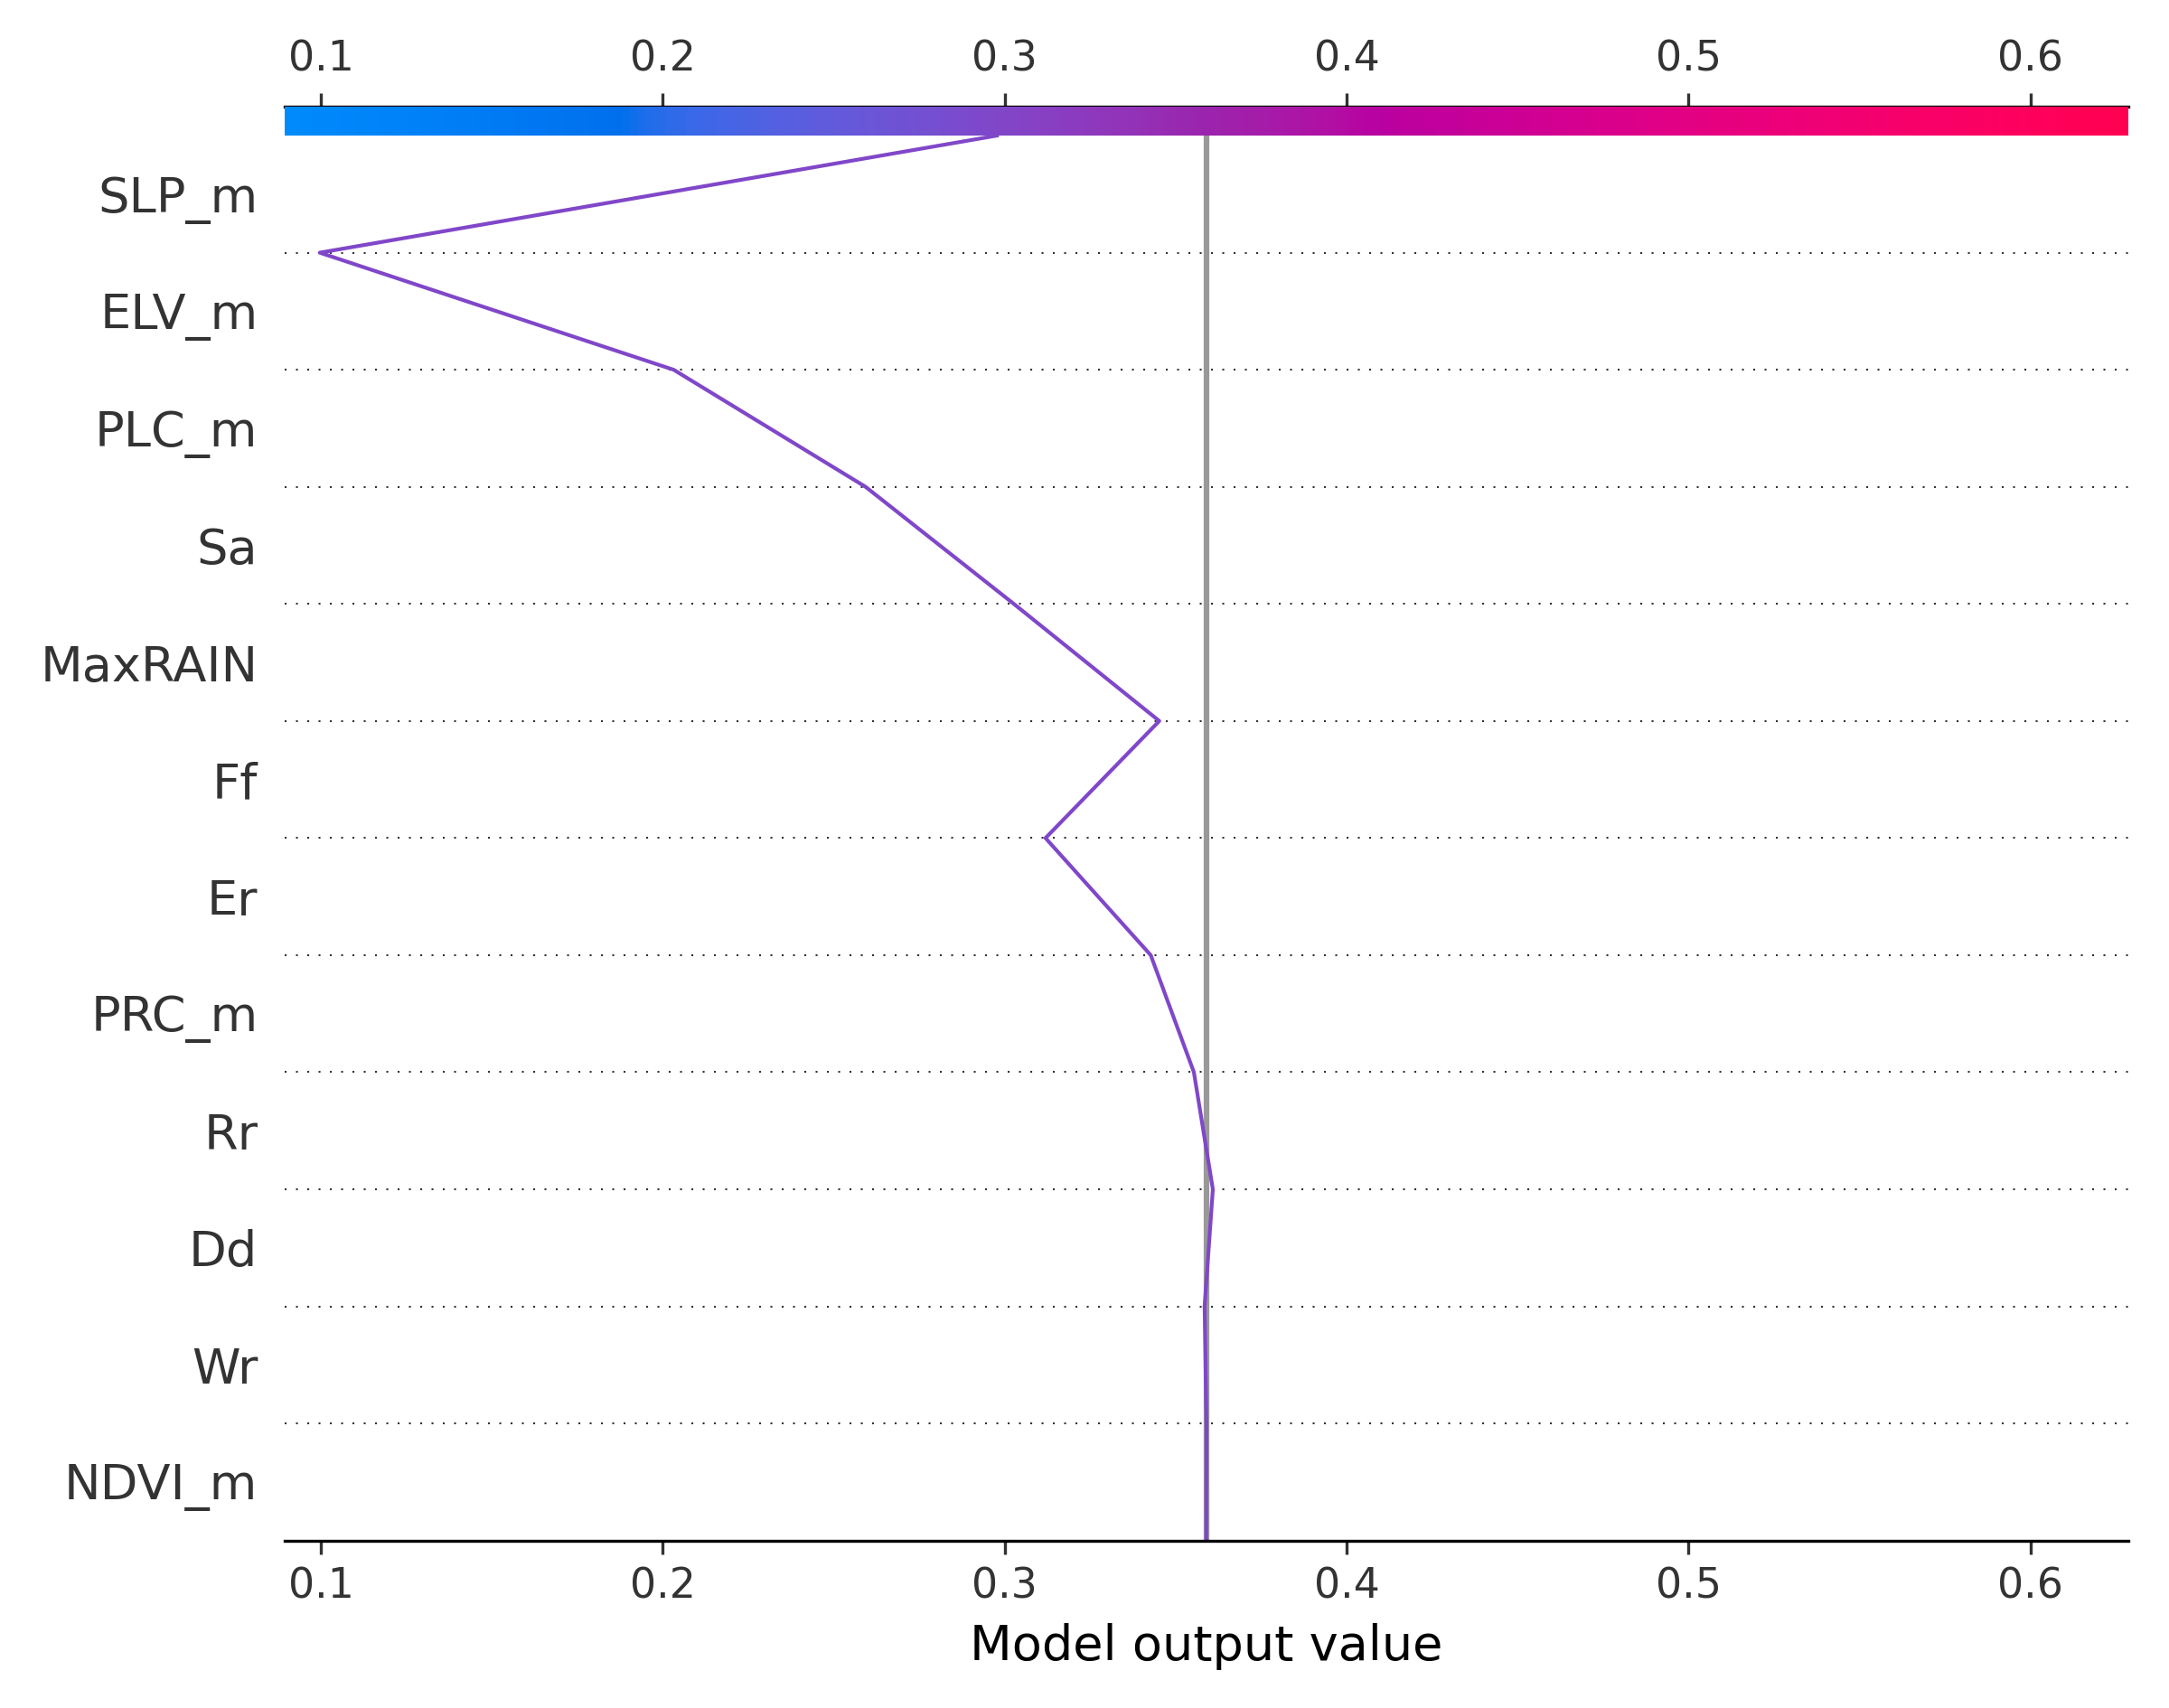 0.1 0.2 0.3 0.4 0.5 0.6
SLP_m
ELV_m
PLC_m
Sa
MaxRAIN
Ff
Er
PRC_m
Rr
Dd
Wr
NDVI_m
0.1 0.2 0.3 0.4 0.5 0.6
Model output value